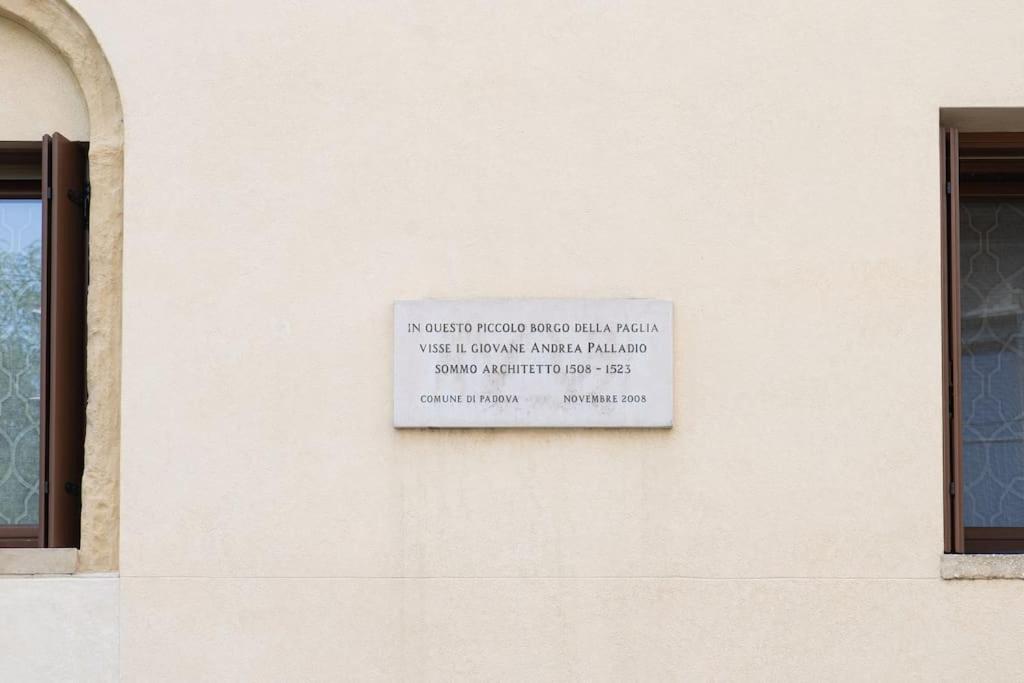 IN QUESTO PICCOLO BORGO DELLA PAGLIA
VISSE IL GIOVANE ANDREA PALLADIO
SOMMO ARCHITETTO 1508 - 1523
COMUNE DI PADOVA NOVEMBRE 2008